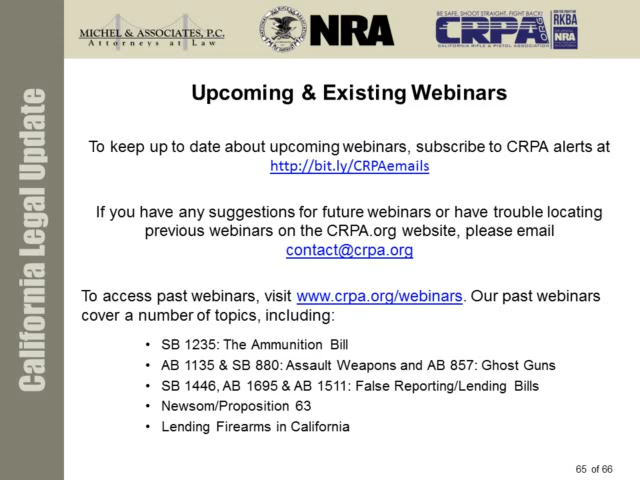 MICHEL & ASSOCIATES, P.C.
Attorneys at Law
NRA
BE SAFE, SHOOT STRAIGHT, FIGHT BACK!
CRPA
.ORG
CALIFORNIA RIFLE & PISTOL ASSOCIATION
RKBA
NRA
California Legal Update
Upcoming & Existing Webinars
To keep up to date about upcoming webinars, subscribe to CRPA alerts at
http://bit.ly/CRPAemails
If you have any suggestions for future webinars or have trouble locating
previous webinars on the CRPA.org website, please email
contact@crpa.org
To access past webinars, visit www.crpa.org/webinars. Our past webinars
cover a number of topics, including:
• SB 1235: The Ammunition Bill
• AB 1135 & SB 880: Assault Weapons and AB 857: Ghost Guns
• SB 1446, AB 1695 & AB 1511: False Reporting/Lending Bills
• Newsom/Proposition 63
• Lending Firearms in California
65 of 66